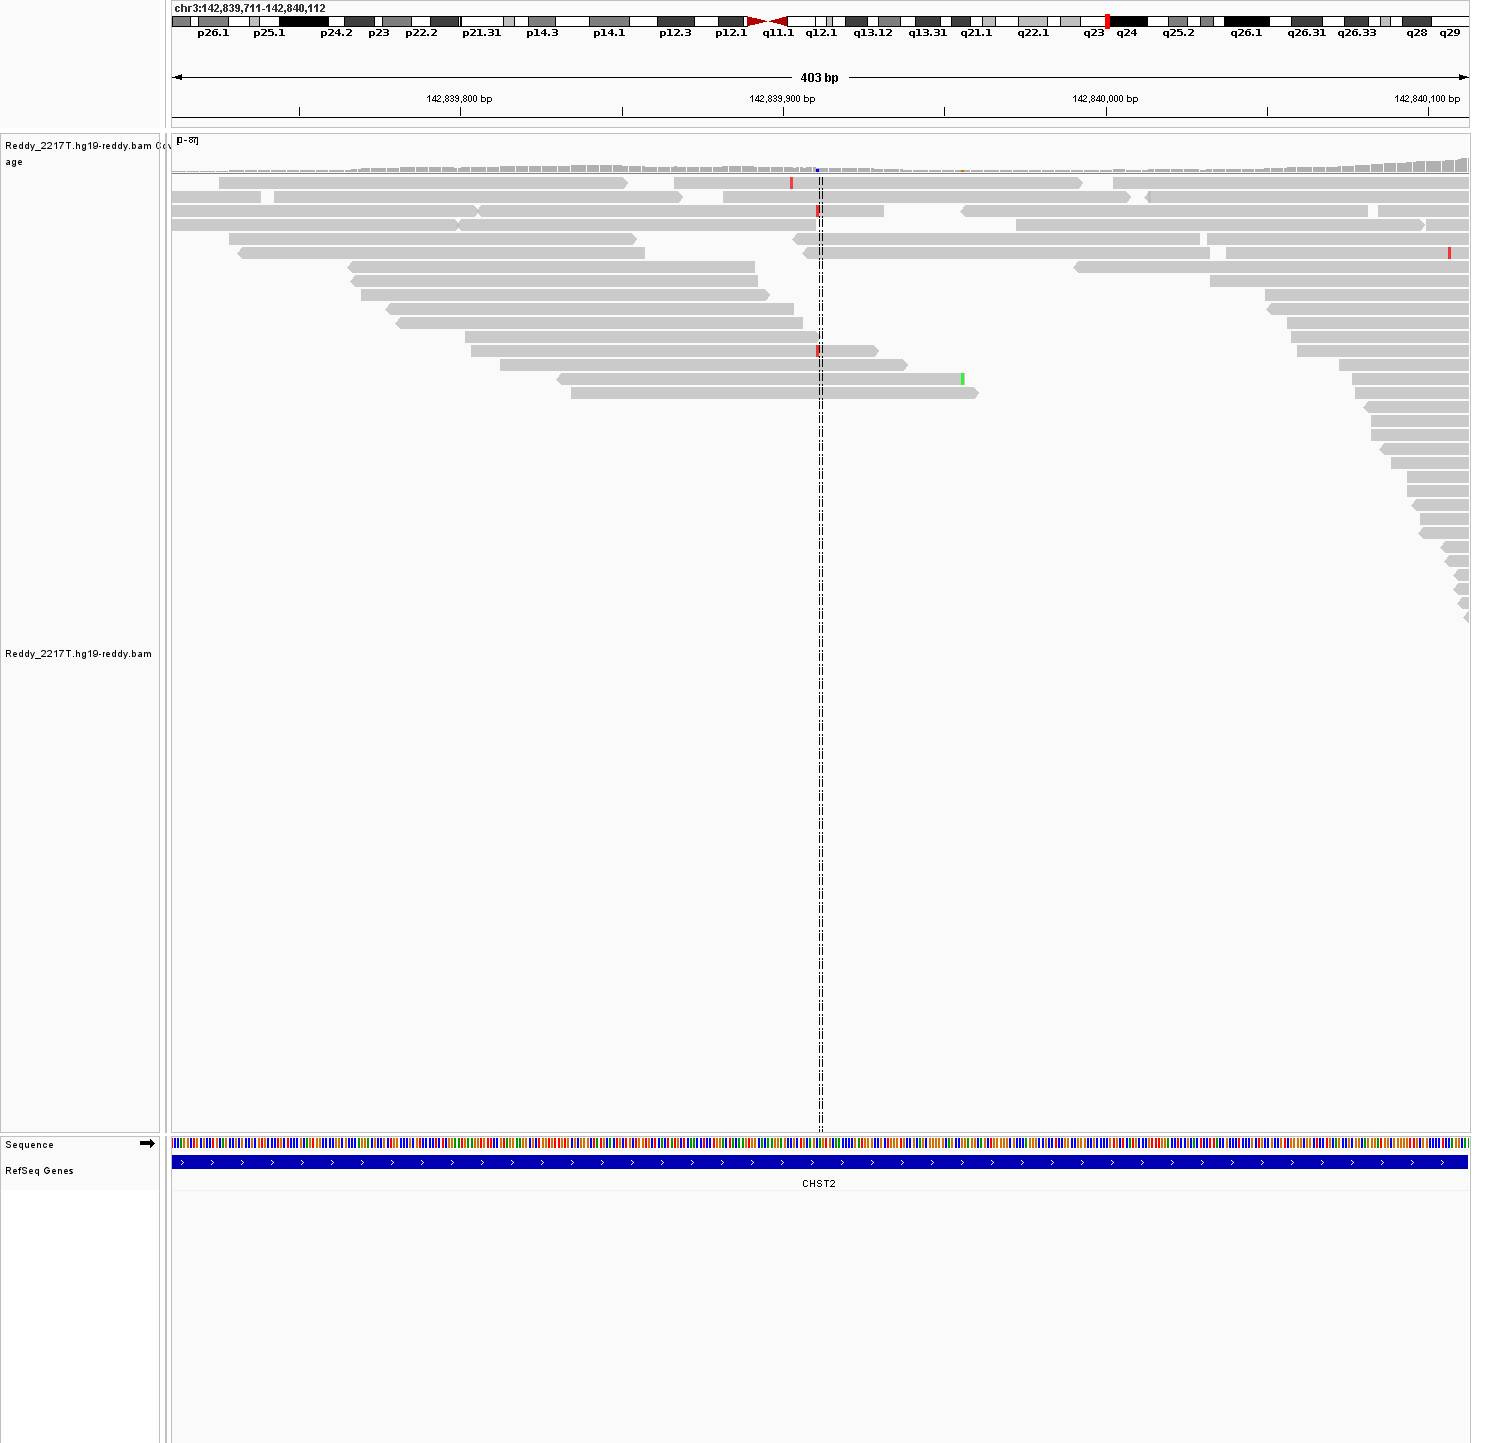 chr3:142,839,711-142,840,112
p26.1 p25.1 p24.2 p23 p22.2 p21.31 p14.3 p14.1 p12.3 p12.1 q11.1 q12.1 q13.12 q13.31 q21.1 q22.1 q23 q24 q25.2 q26.1 q26.31 q26.33 q28 q29
403 bp
142,839,800 bp 142,839,900 bp 142,840,000 bp 142,840,100 bp
[0 - 87]
Reddy_2217T.hg19-reddy.bam Cov
age
Reddy_2217T.hg19-reddy.bam
Sequence
RefSeq Genes
CHST2